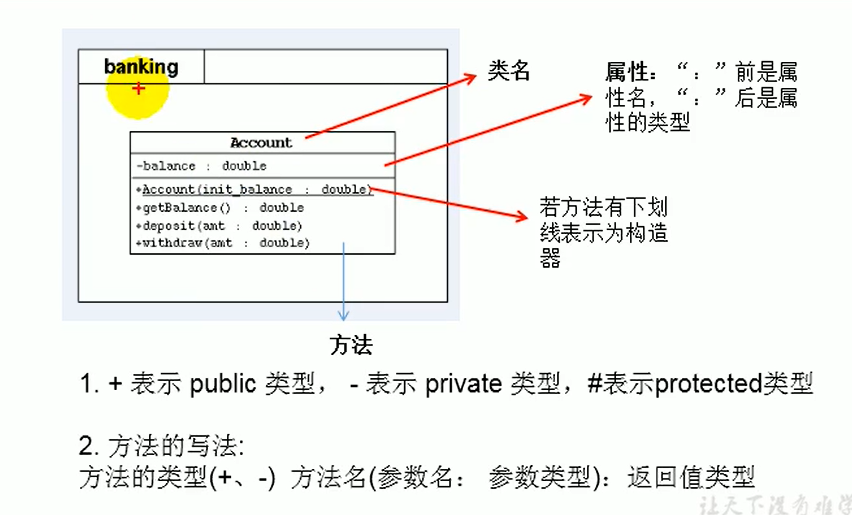 banking
类名
属性：“：”前是属
性名，“：”后是属
性的类型
Account
-balance : double
+Account(init_balance : double)
+getBalance() : double
+deposit(amt : double)
+withdraw(amt : double)
若方法有下划
线表示为构造
器
方法
1. + 表示 public 类型， - 表示 private 类型，#表示protected类型
2. 方法的写法:
方法的类型(+、-) 方法名(参数名： 参数类型)：返回值类型
让天下没有难学